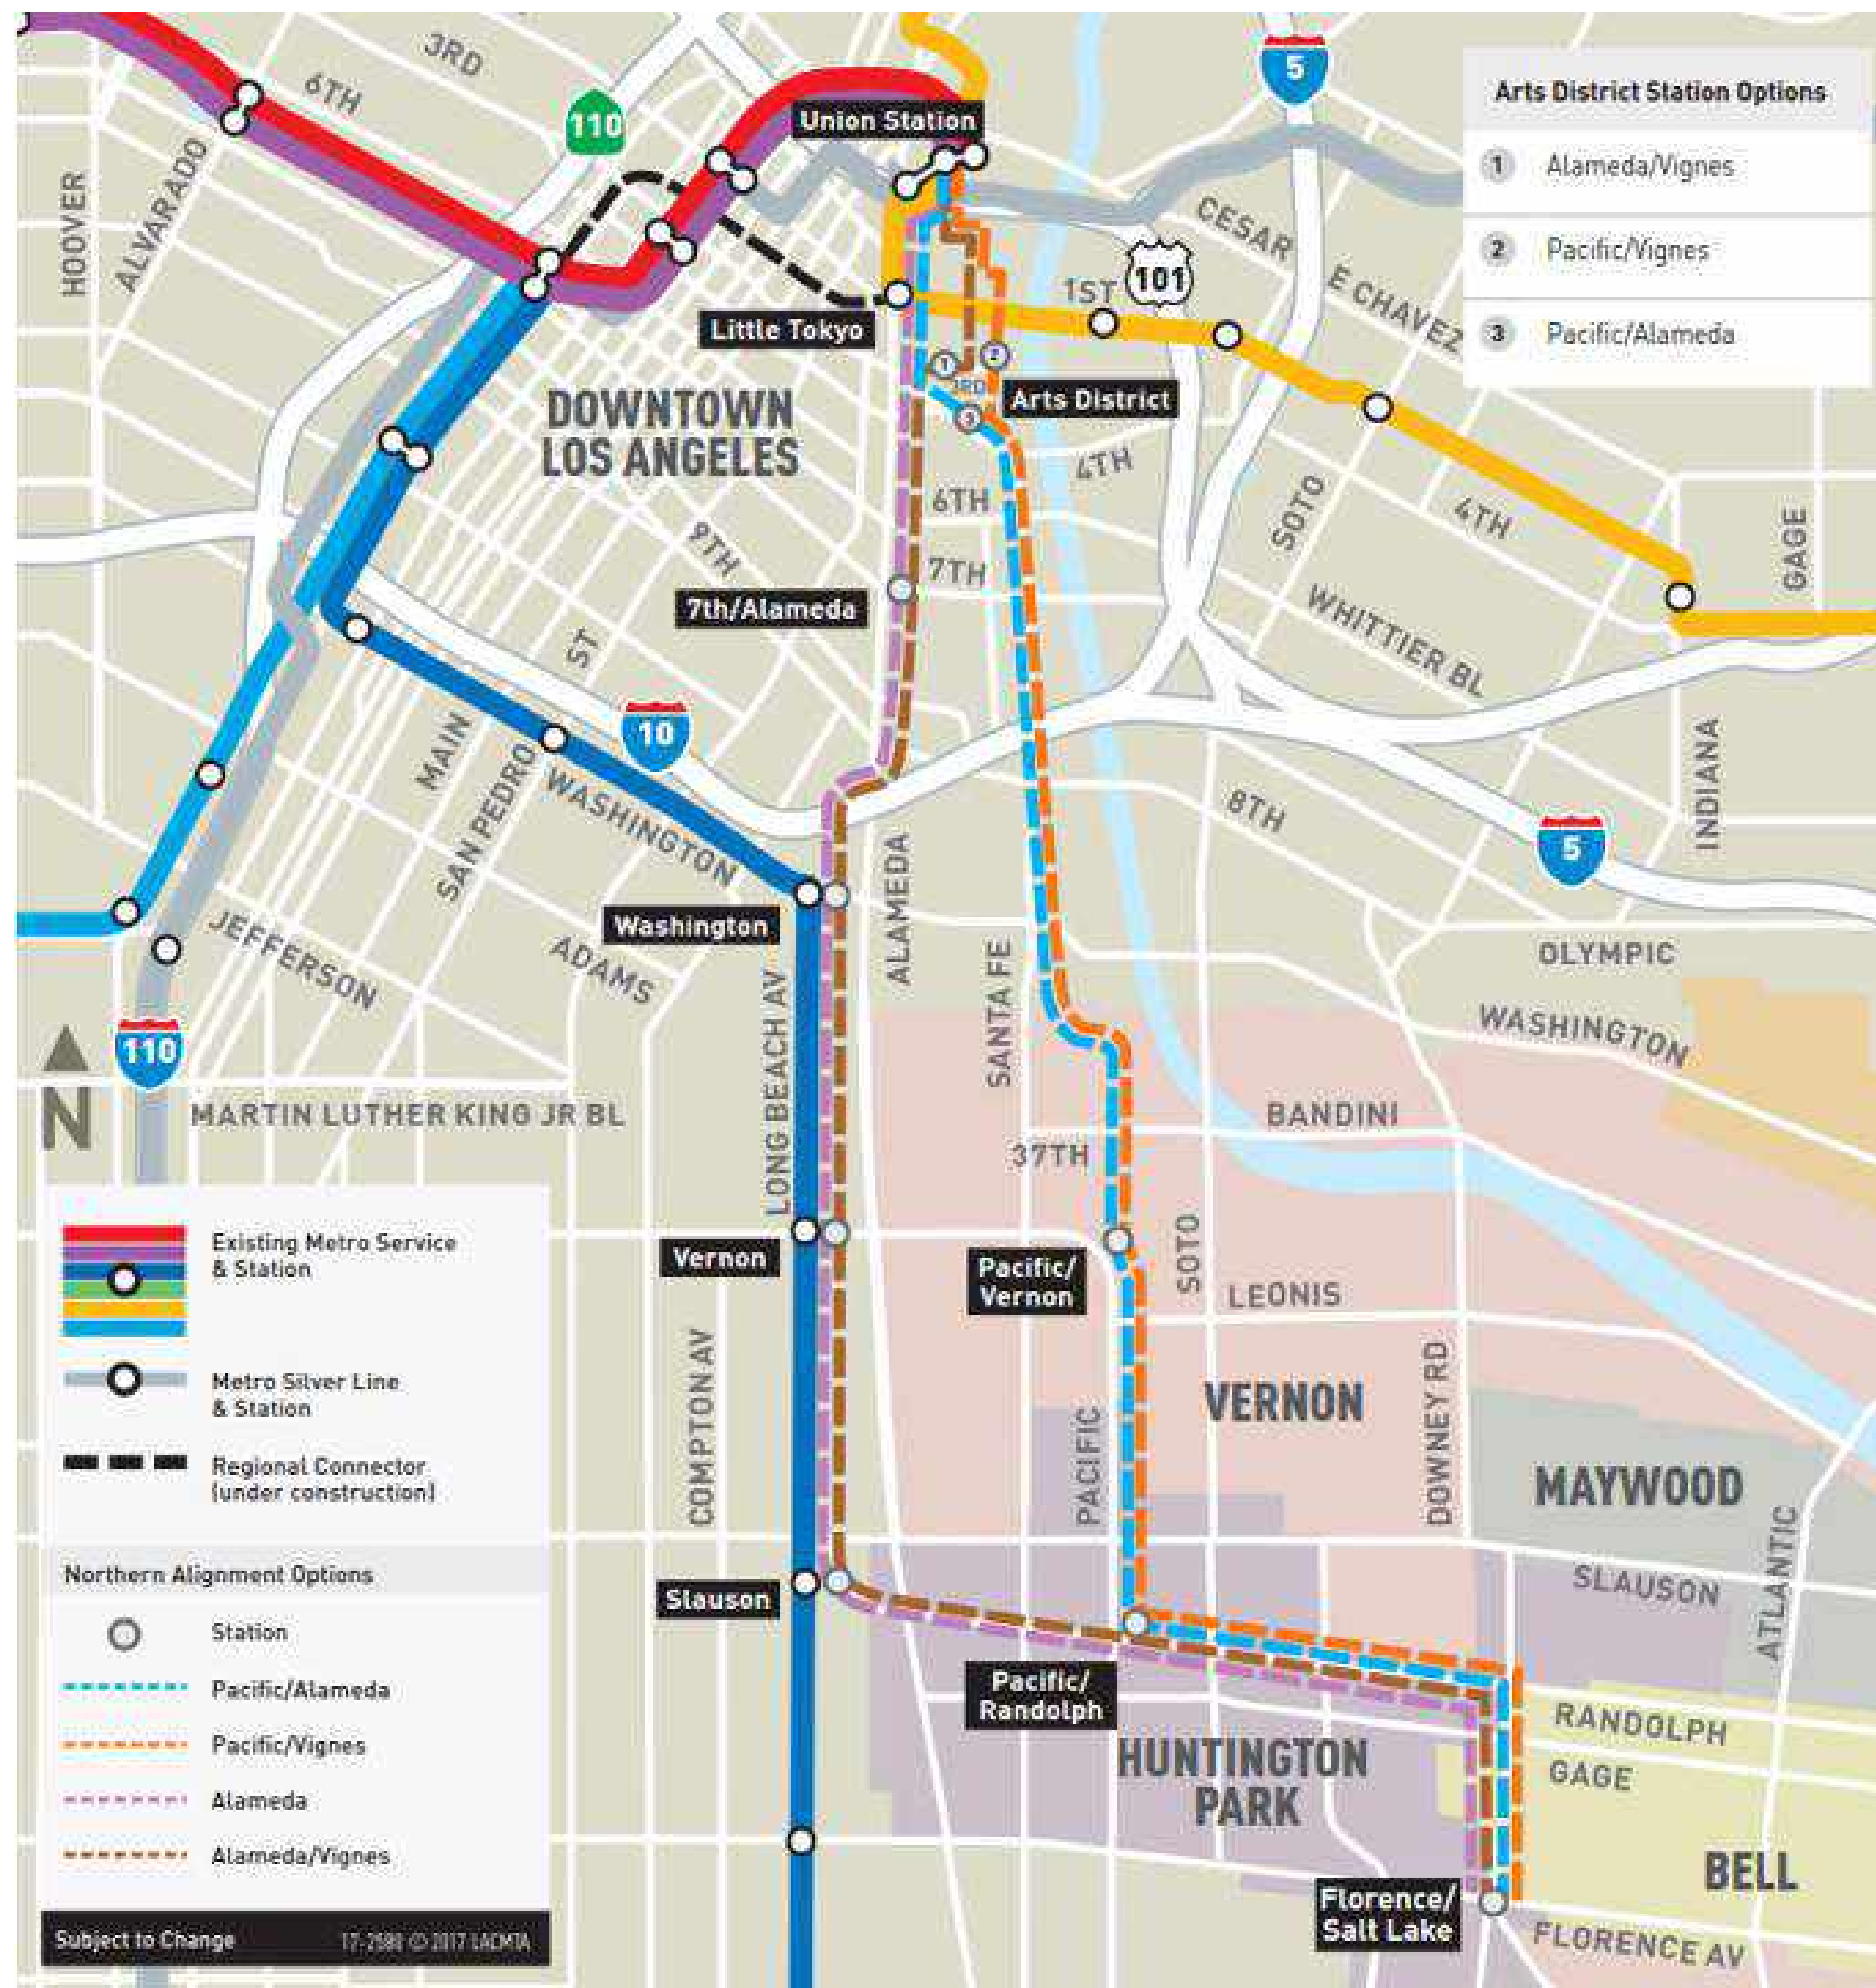 3RD
6TH
110
5
Union Station
Arts District Station Options
1 Alameda/Vignes
2 Pacific/Vignes
3 Pacific/Alameda
HOOVER
ALVARADO
CESAR
E CHAVEZ
101
1ST
Little Tokyo
1
2
3RD
3
Arts District
DOWNTOWN
LOS ANGELES
4TH
6TH
SOTO
4TH
GAGE
9TH
7TH
7th/Alameda
WHITTIER BL
ST
10
MAIN
SAN PEDRO
WASHINGTON
8TH
5
INDIANA
ALAMEDA
Washington
JEFFERSON
ADAMS
LONG BEACH AV
SANTA FE
OLYMPIC
WASHINGTON
110
N
MARTIN LUTHER KING JR BL
BANDINI
37TH
Existing Metro Service
& Station
Vernon
Pacific/
Vernon
SOTO
LEONIS
Metro Silver Line
& Station
COMPTON AV
PACIFIC
VERNON
DOWNEY RD
Regional Connector
(under construction)
MAYWOOD
ATLANTIC
Northern Alignment Options
Slauson
SLAUSON
Station
Pacific/Alameda
Pacific/Vignes
Alameda
Alameda/Vignes
Pacific/
Randolph
RANDOLPH
GAGE
HUNTINGTON
PARK
BELL
Florence/
Salt Lake
FLORENCE AV
Subject to Change 17-2580 © 2017 LACMTA